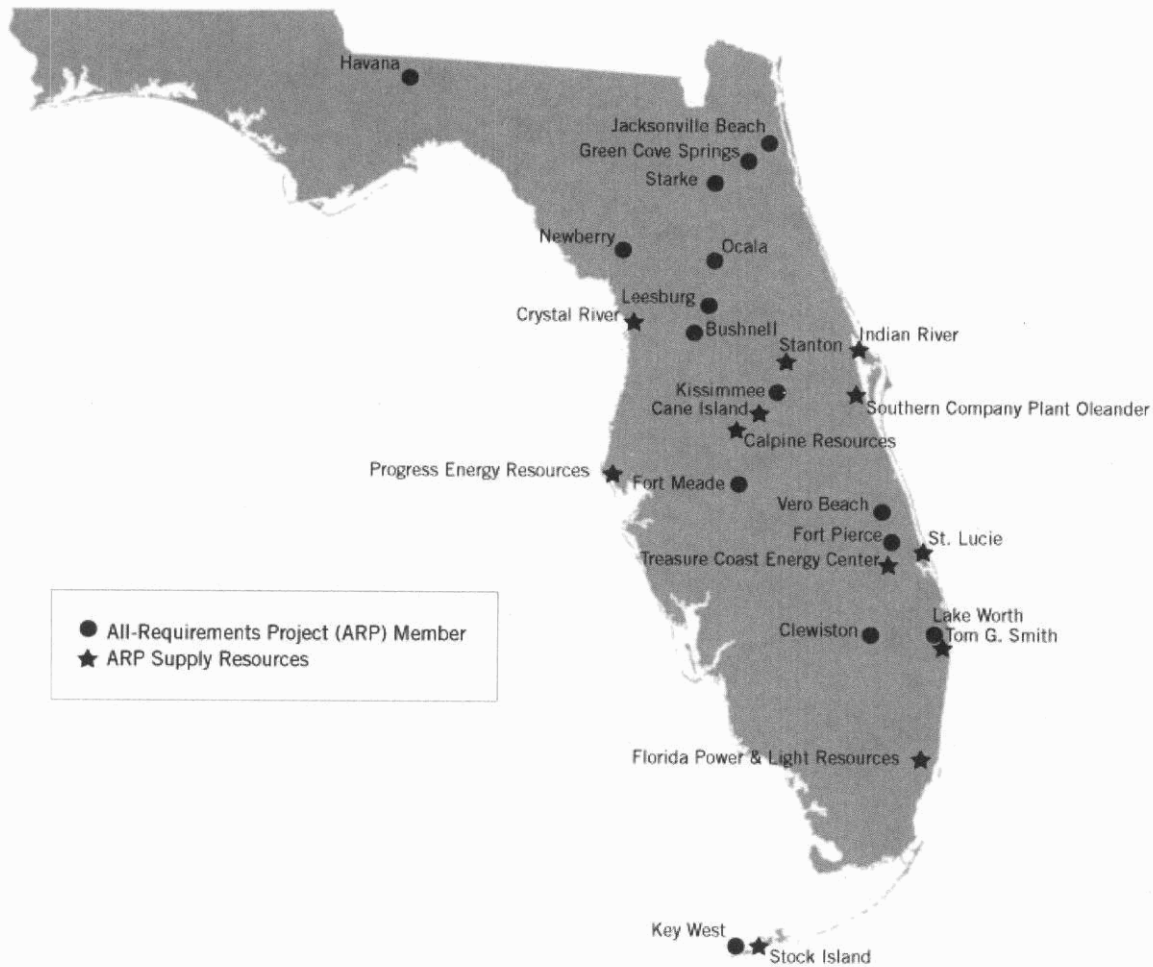 Havana
Jacksonville Beach
Green Cove Springs
Starke
Newberry
Ocala
Leesburg
Crystal River
Bushnell
Stanton
Indian River
Kissimmee
Cane Island
Southern Company Plant Oleander
Calpine Resources
Progress Energy Resources
Fort Meade
Vero Beach
Fort Pierce
St. Lucie
Treasure Coast Energy Center
All-Requirements Project (ARP) Member
ARP Supply Resources
Clewiston
Lake Worth
Tom G. Smith
Florida Power & Light Resources
Key West
Stock Island